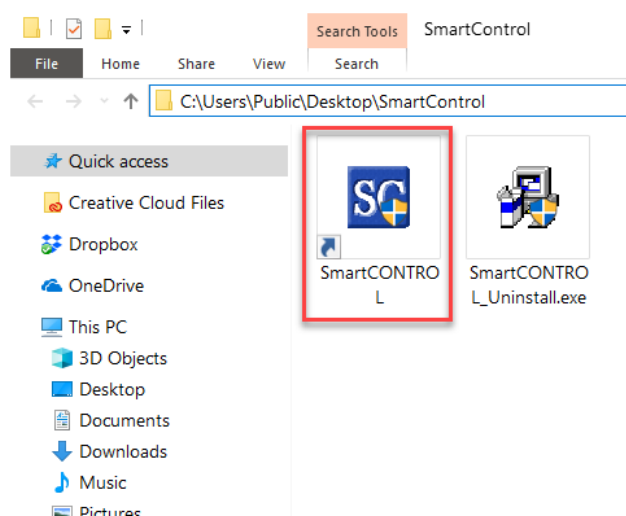 Search Tools
SmartControl
File
Home
Share
View
Search
C:\Users\Public\Desktop\SmartControl
Quick access
Creative Cloud Files
Dropbox
OneDrive
This PC
3D Objects
Desktop
Documents
Downloads
Music
Pictures
SC
SmartCONTRO
L
SmartCONTRO
L_Uninstall.exe